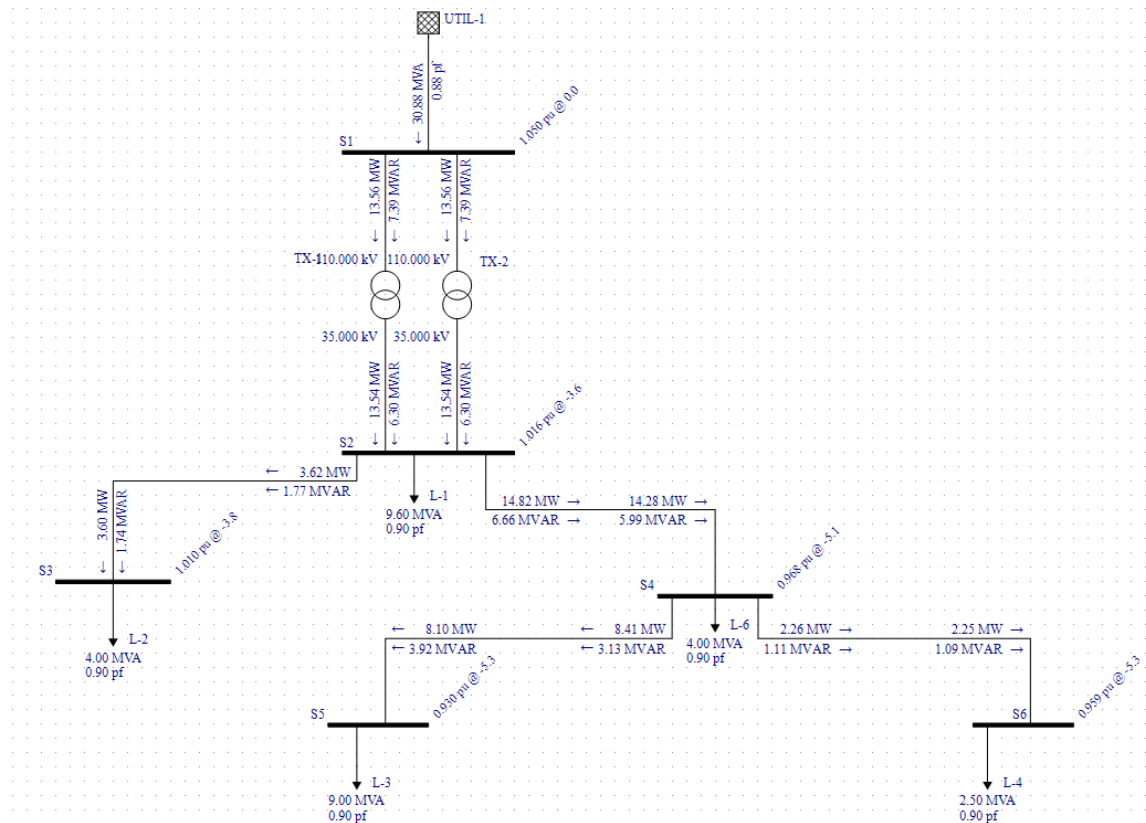 UTIL-1
30.88 MVA
0.88 pf
↓
1.050 pu @ 0.0
S1
13.56 MW
7.39 MVAR
13.56 MW
7.39 MVAR
↓ ↓ ↓ ↓
TX-1
110.000 kV
110.000 kV
TX-2
35.000 kV
35.000 kV
13.54 MW
6.30 MVAR
13.54 MW
6.30 MVAR
↓ ↓ ↓ ↓
1.016 pu @ -3.6
S2
← 3.62 MW
← 1.77 MVAR
L-1
9.60 MVA
0.90 pf
14.82 MW →
6.66 MVAR →
14.28 MW →
5.99 MVAR →
3.60 MW
1.74 MVAR
↓ ↓
1.010 pu @ -3.8
S3
L-2
4.00 MVA
0.90 pf
0.968 pu @ -5.1
S4
L-6
4.00 MVA
0.90 pf
← 8.10 MW
← 3.92 MVAR
← 8.41 MW
← 3.13 MVAR
2.26 MW →
1.11 MVAR →
2.25 MW →
1.09 MVAR →
0.930 pu @ -5.3
S5
L-3
9.00 MVA
0.90 pf
0.959 pu @ -5.3
S6
L-4
2.50 MVA
0.90 pf